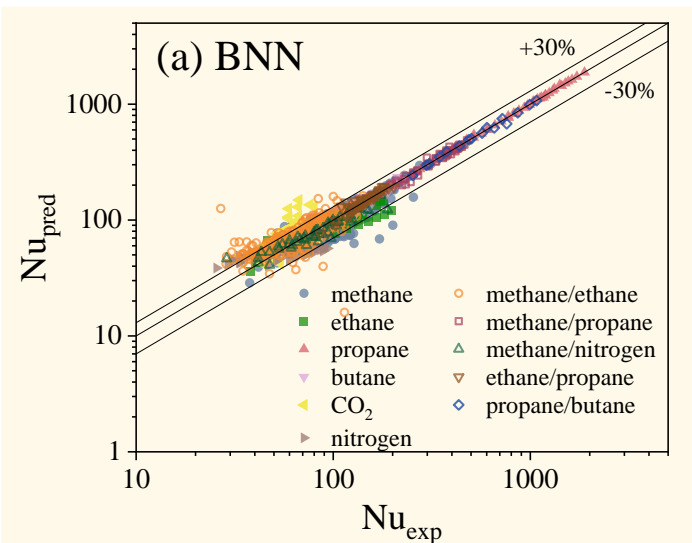 (a) BNN
+30%
-30%
1000
100
10
1
Nu_pred
methane
ethane
propane
butane
CO₂
nitrogen
methane/ethane
methane/propane
methane/nitrogen
ethane/propane
propane/butane
10
100
1000
Nu_exp